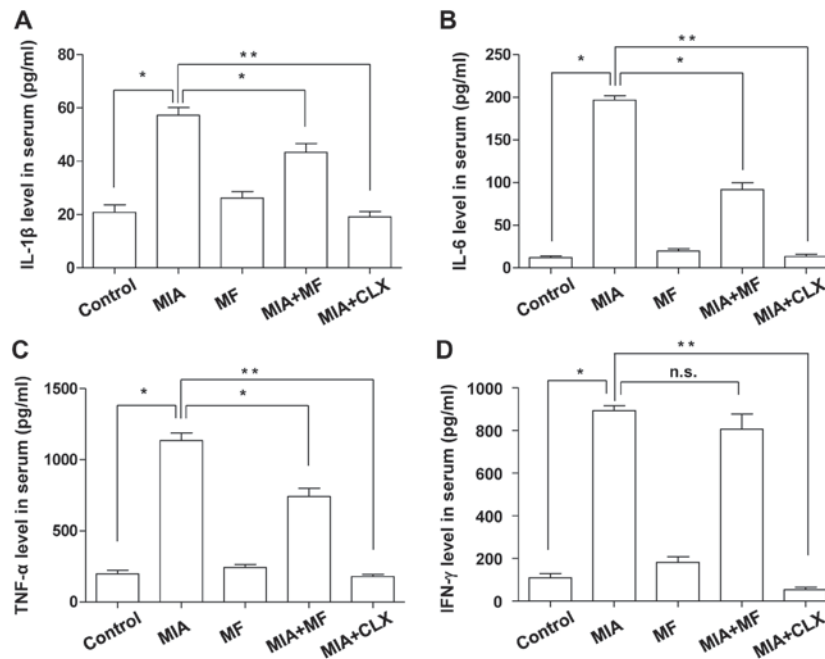 A
IL-1β level in serum (pg/ml)
80
60
40
20
0
*
* *
*
Control
MIA
MF
MIA+MF
MIA+CLX
B
IL-6 level in serum (pg/ml)
250
200
150
100
50
0
*
* *
*
Control
MIA
MF
MIA+MF
MIA+CLX
C
TNF-α level in serum (pg/ml)
1500
1000
500
0
*
* *
*
Control
MIA
MF
MIA+MF
MIA+CLX
D
IFN-γ level in serum (pg/ml)
1000
800
600
400
200
0
*
* *
n.s.
Control
MIA
MF
MIA+MF
MIA+CLX